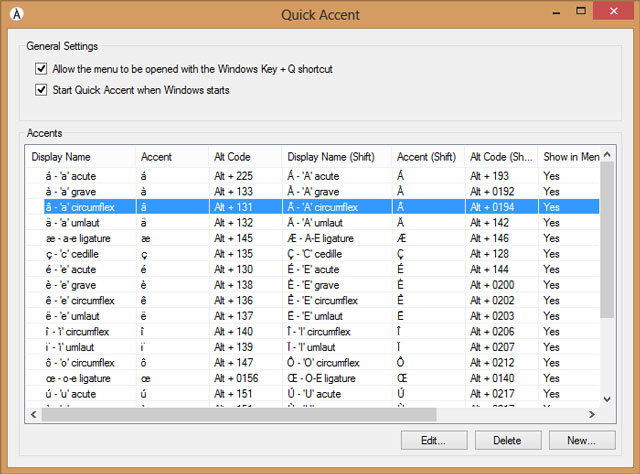 À Quick Accent
General Settings
Allow the menu to be opened with the Windows Key + Q shortcut
Start Quick Accent when Windows starts
Accents
Display Name Accent Alt Code Display Name (Shift) Accent (Shift) Alt Code (Sh... Show in Men
á - 'a' acute á Alt + 225 Á - 'A' acute Á Alt + 193 Yes
à - 'a' grave à Alt + 133 À - 'A' grave À Alt + 0192 Yes
â - 'a' circumflex â Alt + 131 Â - 'A' circumflex Â Alt + 0194 Yes
ä - 'a' umlaut ä Alt + 132 Ä - 'A' umlaut Ä Alt + 142 Yes
æ - a-e ligature æ Alt + 145 Æ - A-E ligature Æ Alt + 146 Yes
ç - 'c' cedille ç Alt + 135 Ç - 'C' cedille Ç Alt + 128 Yes
é - 'e' acute é Alt + 130 É - 'E' acute É Alt + 144 Yes
è - 'e' grave è Alt + 138 È - 'E' grave È Alt + 0200 Yes
ê - 'e' circumflex ê Alt + 136 Ê - 'E' circumflex Ê Alt + 0202 Yes
ë - 'e' umlaut ë Alt + 137 Ë - 'E' umlaut Ë Alt + 0203 Yes
î - 'i' circumflex î Alt + 140 Î - 'I' circumflex Î Alt + 0206 Yes
ï - 'i' umlaut ï Alt + 139 Ï - 'I' umlaut Ï Alt + 0207 Yes
ô - 'o' circumflex ô Alt + 147 Ô - 'O' circumflex Ô Alt + 0212 Yes
œ - o-e ligature œ Alt + 0156 Œ - O-E ligature Œ Alt + 0140 Yes
ú - 'u' acute ú Alt + 151 Ú - 'U' acute Ú Alt + 0217 Yes
Edit... Delete New...